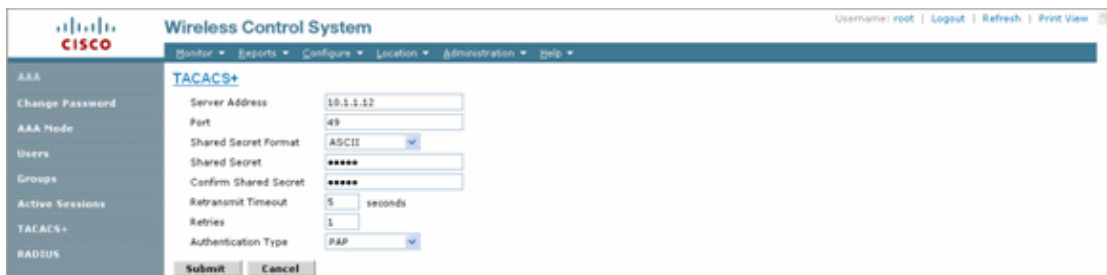 Username: root | Logout | Refresh | Print View
CISCO
Wireless Control System
Monitor Reports Configure Location Administration Help
AAA
Change Password
AAA Mode
Users
Groups
Active Sessions
TACACS+
RADIUS
TACACS+
Server Address 10.1.1.12
Port 49
Shared Secret Format ASCII
Shared Secret •••••
Confirm Shared Secret •••••
Retransmit Timeout 5 seconds
Retries 1
Authentication Type PAP
Submit Cancel